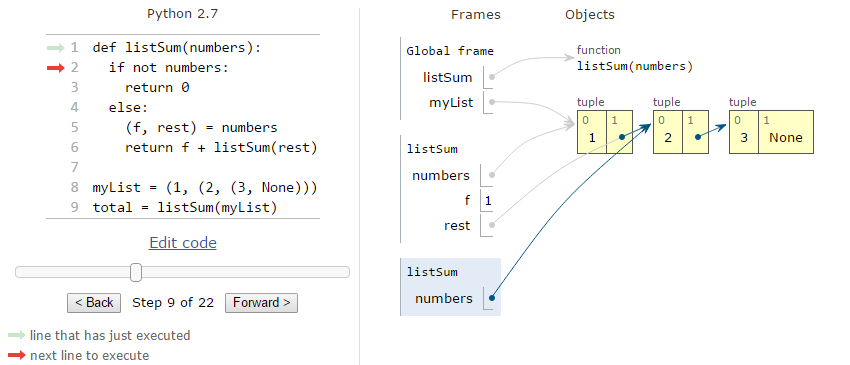 Python 2.7
1 def listSum(numbers):
2 if not numbers:
3 return 0
4 else:
5 (f, rest) = numbers
6 return f + listSum(rest)
7
8 myList = (1, (2, (3, None)))
9 total = listSum(myList)
Edit code
< Back Step 9 of 22 Forward >
line that has just executed
next line to execute
Frames Objects
Global frame
listSum
myList
function
listSum(numbers)
tuple tuple tuple
0 1 0 1 0 1
1 2 3 None
listSum
numbers
f 1
rest
listSum
numbers